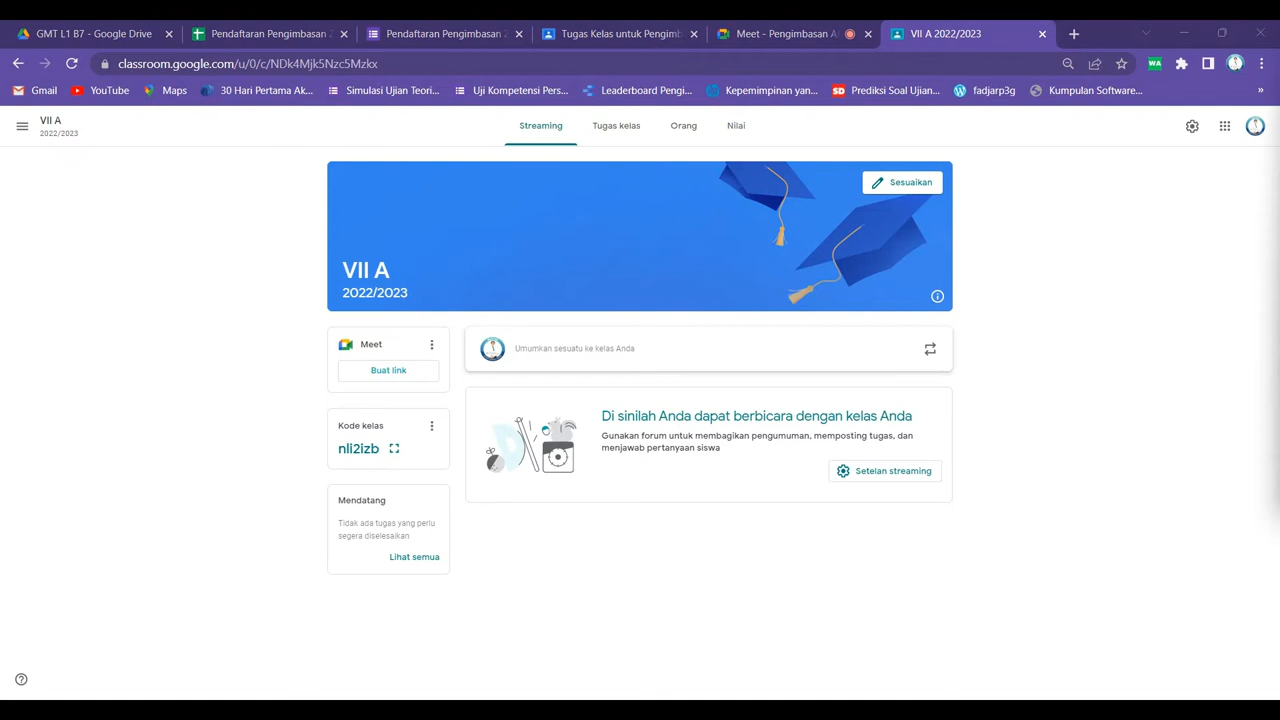 GMT L1 B7 - Google Drive
Pendaftaran Pengimbasan
Pendaftaran Pengimbasan 2
Tugas Kelas untuk Pengimb
Meet - Pengimbasan A
VII A 2022/2023
classroom.google.com/u/0/c/NDk4Mjk5Nzc5Mzkx
WA
Gmail
YouTube
Maps
30 Hari Pertama Ak...
Simulasi Ujian Teori...
Uji Kompetensi Pers...
Leaderboard Pengi...
Kepemimpinan yan...
SD Prediksi Soal Ujian...
fadjarp3g
Kumpulan Software...
»
VII A
2022/2023
Streaming
Tugas kelas
Orang
Nilai
Sesuaikan
VII A
2022/2023
Meet
Buat link
Umumkan sesuatu ke kelas Anda
Kode kelas
nli2izb
Di sinilah Anda dapat berbicara dengan kelas Anda
Gunakan forum untuk membagikan pengumuman, memposting tugas, dan
menjawab pertanyaan siswa
Setelan streaming
Mendatang
Tidak ada tugas yang perlu
segera diselesaikan
Lihat semua